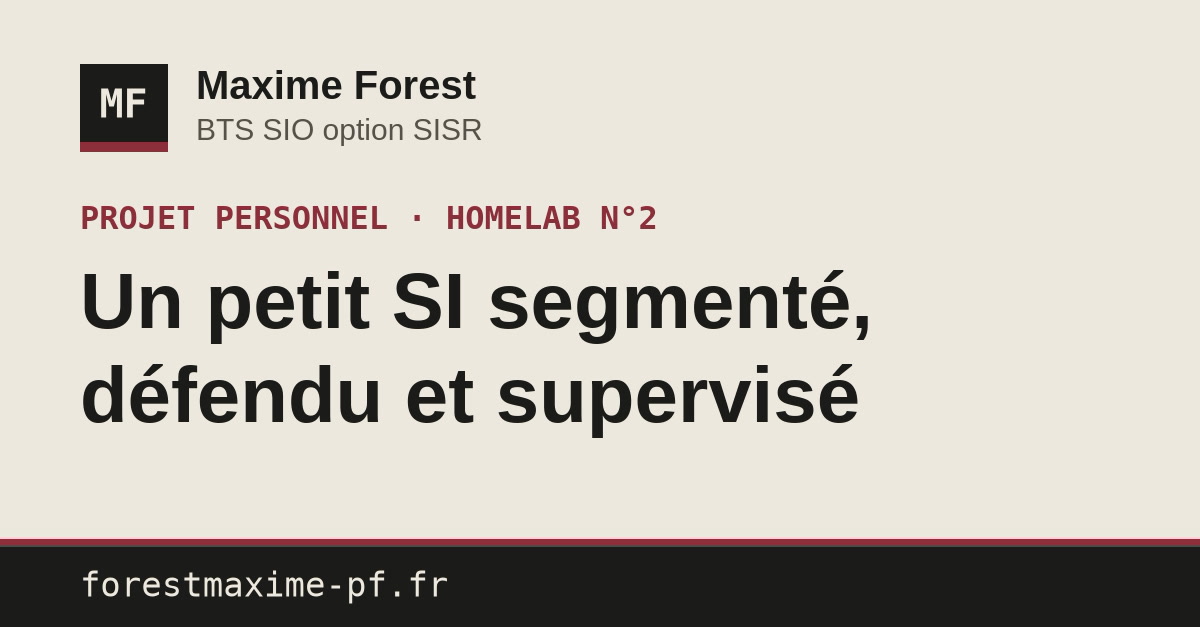 MF
Maxime Forest
BTS SIO option SISR
PROJET PERSONNEL · HOMELAB N°2
Un petit SI segmenté,
défendu et supervisé
forestmaxime-pf.fr